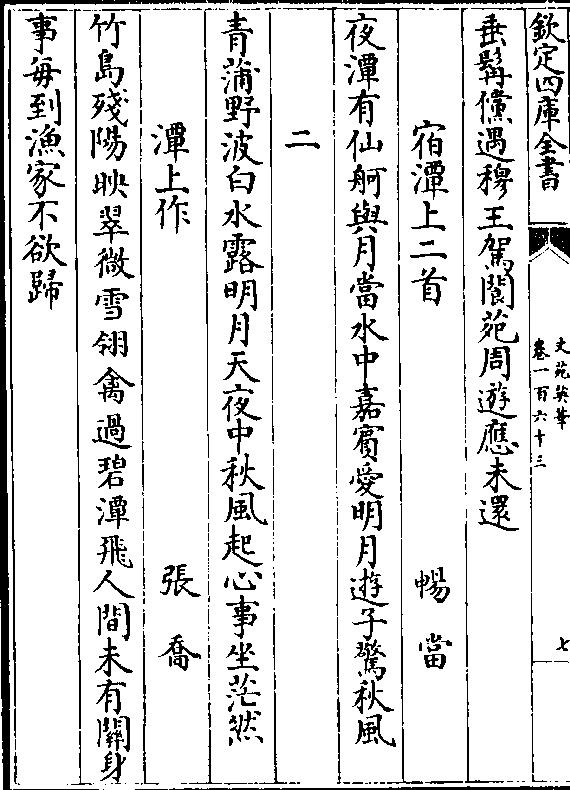 欽定四庫全書
文苑英華
卷一百六十三
七
垂髯儻遇穆王駕閬苑周遊應未還
宿潭上二首
暢當
夜潭有仙舸與月當水中嘉賓愛明月遊子驚秋風
二
青蒲野波白水露明月天夜中秋風起心事坐茫然
潭上作
張喬
竹島殘陽映翠微雪翎禽過碧潭飛人間未有關身
事每到漁家不欲歸